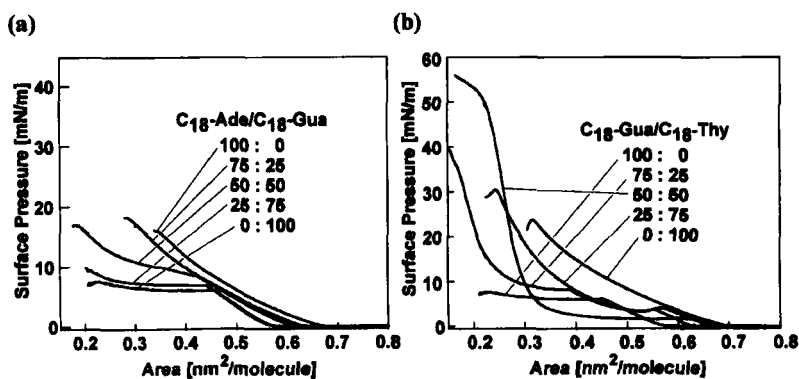 (a)
Surface Pressure [mN/m]
40
30
20
10
0
C18-Ade/C18-Gua
100 : 0
75 : 25
50 : 50
25 : 75
0 : 100
0.2 0.3 0.4 0.5 0.6 0.7 0.8
Area [nm2/molecule]
(b)
Surface Pressure [mN/m]
60
50
40
30
20
10
0
C18-Gua/C18-Thy
100 : 0
75 : 25
50 : 50
25 : 75
0 : 100
0.2 0.3 0.4 0.5 0.6 0.7 0.8
Area [nm2/molecule]